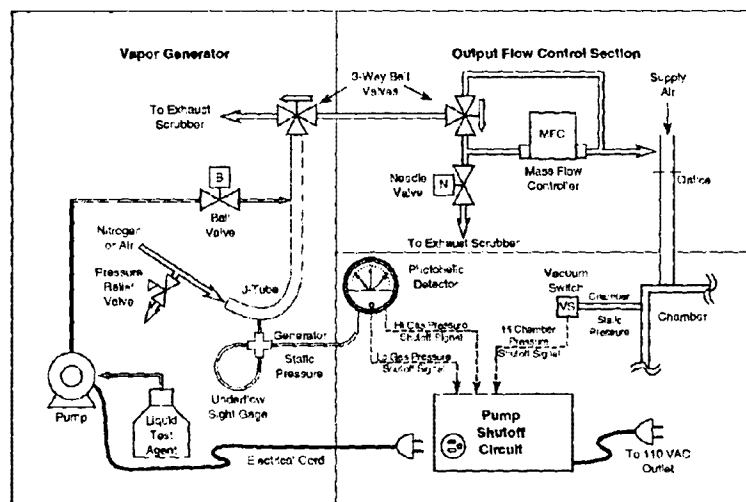 Vapor Generator
Output Flow Control Section
3-Way Ball
Valves
Supply
Air
To Exhaust
Scrubber
MFC
Mass Flow
Controller
Needle
Valve
N
Orifice
B
Ball
Valve
To Exhaust Scrubber
Nitrogen
or Air
Pressure
Relief
Valve
J-Tube
Photohelic
Detector
Vacuum
Switch
VS
Chamber
Static
Pressure
Chamber
Generator
Static
Pressure
Hi Gas Pressure
Shutoff Signal
Lo Gas Pressure
Shutoff Signal
Hi Chamber
Pressure
Shutoff Signal
Underflow
Sight Gage
Pump
Liquid
Test
Agent
Electrical Cord
Pump
Shutoff
Circuit
To 110 VAC
Outlet